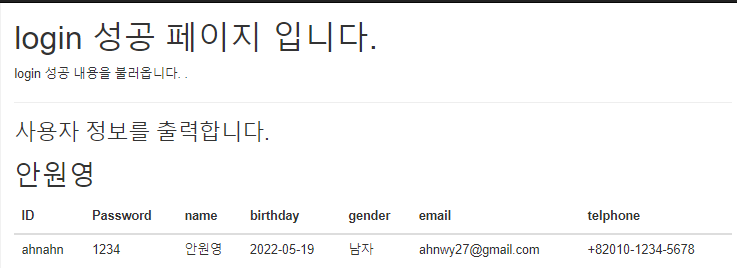 login 성공 페이지 입니다.
login 성공 내용을 불러옵니다. .
사용자 정보를 출력합니다.
안원영
ID Password name birthday gender email telphone
ahnahn 1234 안원영 2022-05-19 남자 ahnwy27@gmail.com +82010-1234-5678